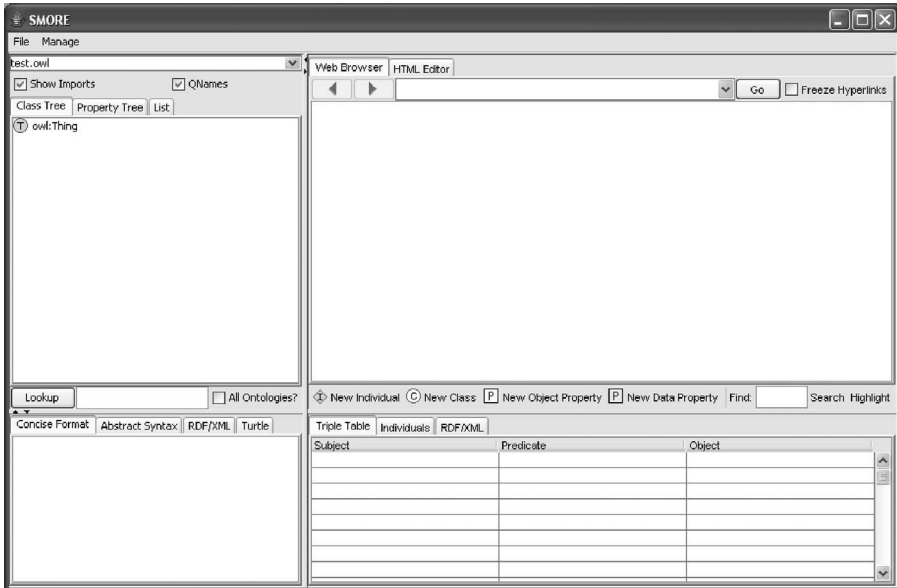 SMORE
File Manage
test.owl
Show Imports QNames
Class Tree Property Tree List
T owl:Thing
Lookup All Ontologies?
Concise Format Abstract Syntax RDF/XML Turtle
Web Browser HTML Editor
Go Freeze Hyperlinks
I New Individual C New Class P New Object Property P New Data Property Find: Search Highlight
Triple Table Individuals RDF/XML
Subject Predicate Object